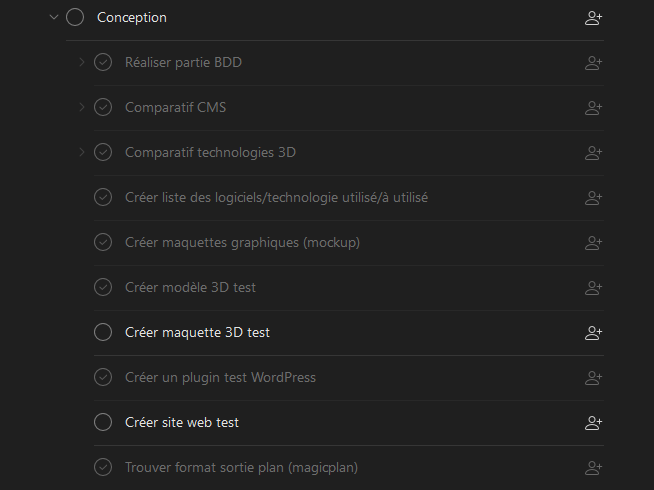 Conception
Réaliser partie BDD
Comparatif CMS
Comparatif technologies 3D
Créer liste des logiciels/technologie utilisé/à utilisé
Créer maquettes graphiques (mockup)
Créer modèle 3D test
Créer maquette 3D test
Créer un plugin test WordPress
Créer site web test
Trouver format sortie plan (magicplan)